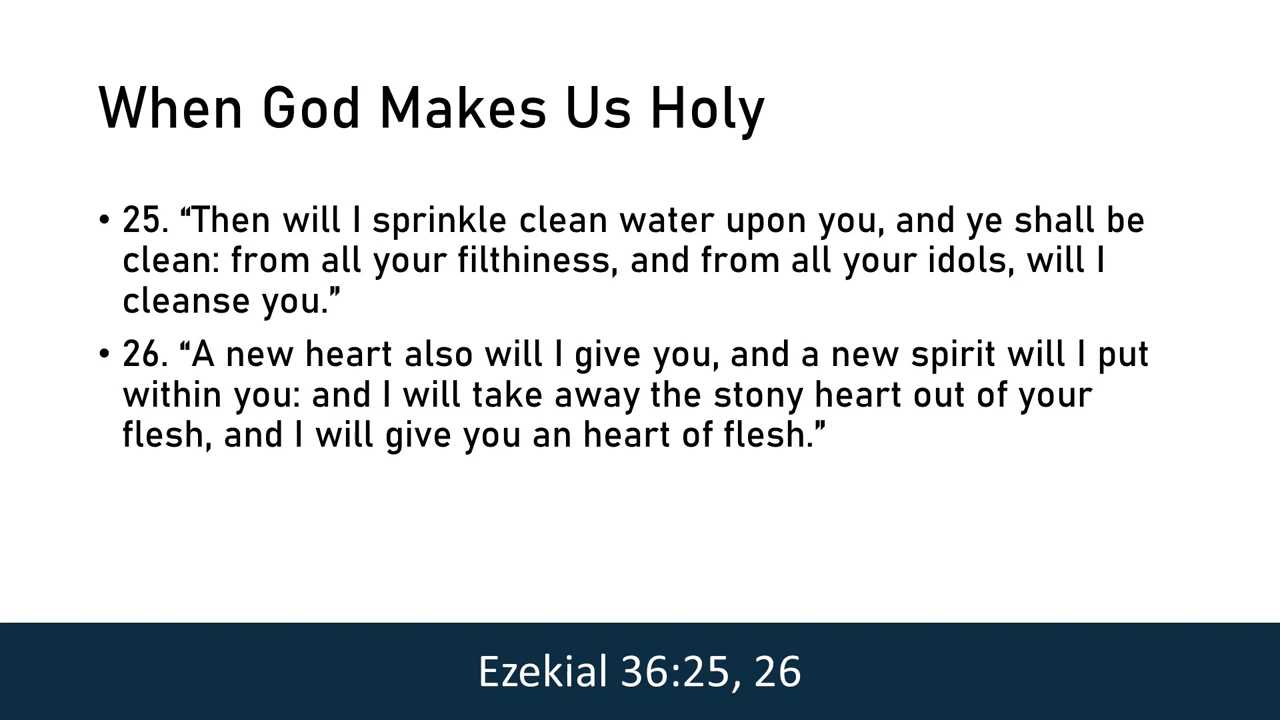 When God Makes Us Holy
• 25. “Then will I sprinkle clean water upon you, and ye shall be
clean: from all your filthiness, and from all your idols, will I
cleanse you.”
• 26. “A new heart also will I give you, and a new spirit will I put
within you: and I will take away the stony heart out of your
flesh, and I will give you an heart of flesh.”
Ezekial 36:25, 26